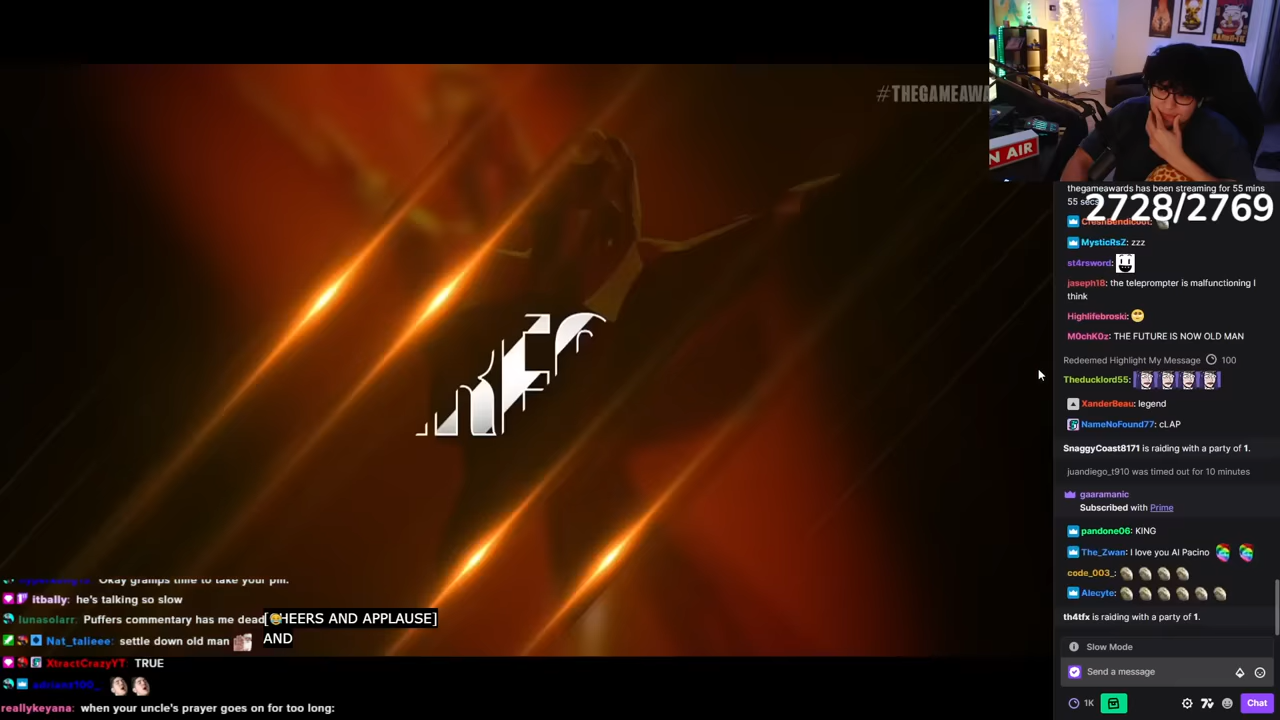 #THEGAMEAWA
ON AIR
thegameawards has been streaming for 55 mins
55 secs
2728/2769
MysticRsZ: zzz
st4rsword:
jaseph18: the teleprompter is malfunctioning I
think
Highlifebroski:
M0chK0z: THE FUTURE IS NOW OLD MAN
Redeemed Highlight My Message 100
Theducklord55:
XanderBeau: legend
NameNoFound77: cLAP
SnaggyCoast8171 is raiding with a party of 1.
juandiego_t910 was timed out for 10 minutes
gaaramanic
Subscribed with Prime
pandone06: KING
The_Zwan: I love you Al Pacino
code_003_:
Alecyte:
th4tfx is raiding with a party of 1.
Slow Mode
Send a message
1K
Chat
Okay gramps time to take your pill.
itbally: he's talking so slow
lunasolarr: Puffers commentary has me dead
[CHEERS AND APPLAUSE]
AND
Nat_talieee: settle down old man
XtractCrazyYT: TRUE
adrians100_
reallykeyana: when your uncle's prayer goes on for too long: